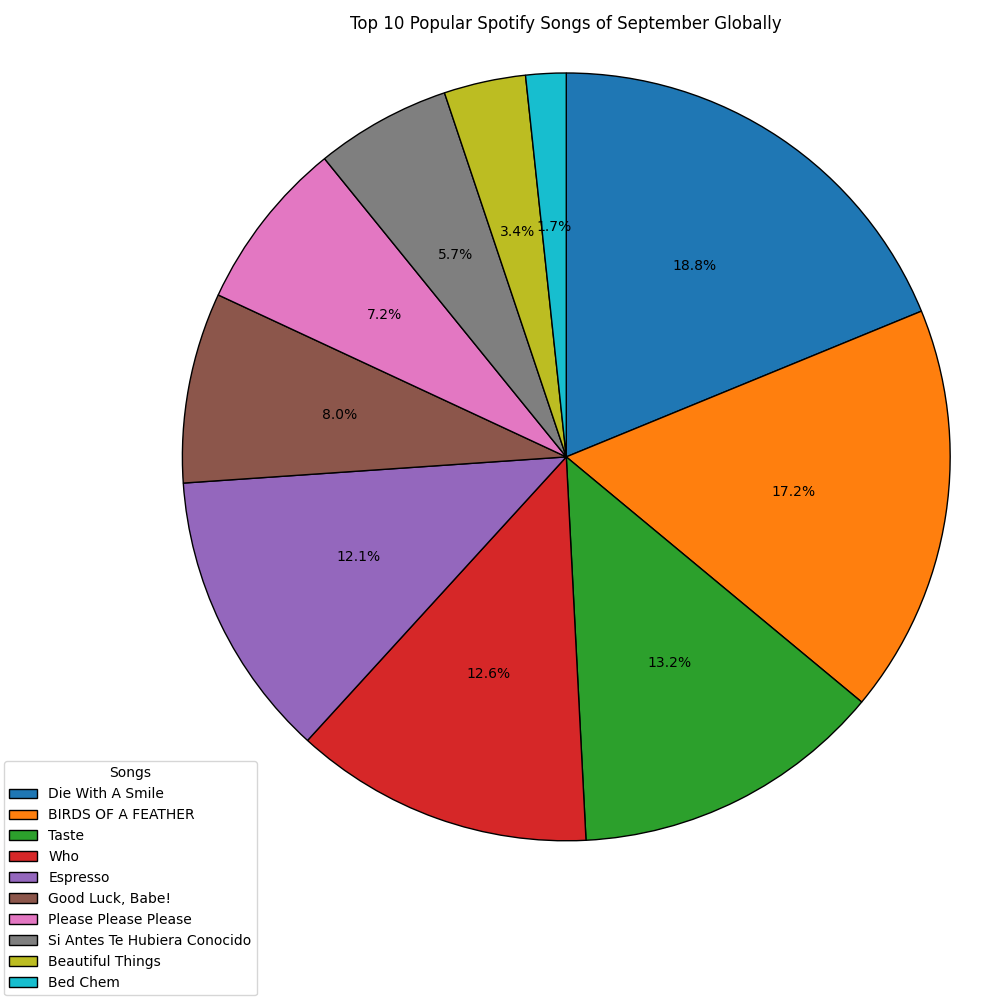 Top 10 Popular Spotify Songs of September Globally
18.8%
17.2%
13.2%
12.6%
12.1%
8.0%
7.2%
5.7%
3.4%
1.7%
Songs
Die With A Smile
BIRDS OF A FEATHER
Taste
Who
Espresso
Good Luck, Babe!
Please Please Please
Si Antes Te Hubiera Conocido
Beautiful Things
Bed Chem